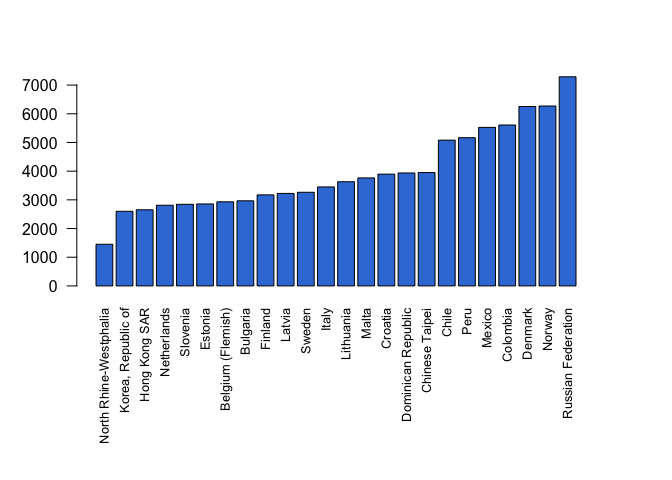 7000
6000
5000
4000
3000
2000
1000
0
North Rhine-Westphalia
Korea, Republic of
Hong Kong SAR
Netherlands
Slovenia
Estonia
Belgium (Flemish)
Bulgaria
Finland
Latvia
Sweden
Italy
Lithuania
Malta
Croatia
Dominican Republic
Chinese Taipei
Chile
Peru
Mexico
Colombia
Denmark
Norway
Russian Federation